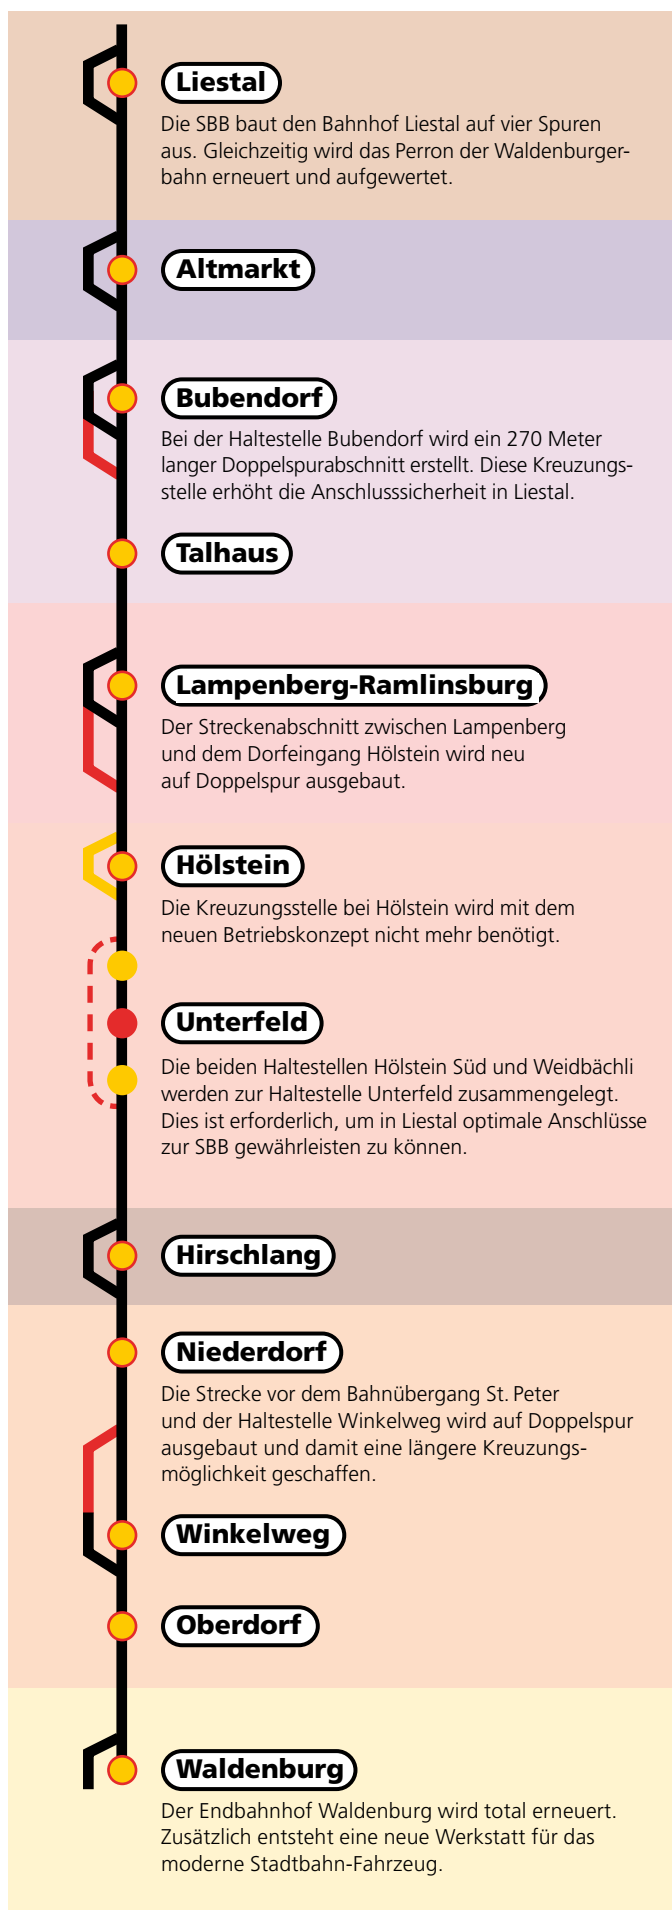 Liestal
Die SBB baut den Bahnhof Liestal auf vier Spuren
aus. Gleichzeitig wird das Perron der Waldenburger-
bahn erneuert und aufgewertet.
Altmarkt
Bubendorf
Bei der Haltestelle Bubendorf wird ein 270 Meter
langer Doppelspurabschnitt erstellt. Diese Kreuzungs-
stelle erhöht die Anschlusssicherheit in Liestal.
Talhaus
Lampenberg-Ramlinsburg
Der Streckenabschnitt zwischen Lampenberg
und dem Dorfeingang Hölstein wird neu
auf Doppelspur ausgebaut.
Hölstein
Die Kreuzungsstelle bei Hölstein wird mit dem
neuen Betriebskonzept nicht mehr benötigt.
Unterfeld
Die beiden Haltestellen Hölstein Süd und Weidbächli
werden zur Haltestelle Unterfeld zusammengelegt.
Dies ist erforderlich, um in Liestal optimale Anschlüsse
zur SBB gewährleisten zu können.
Hirschlang
Niederdorf
Die Strecke vor dem Bahnübergang St. Peter
und der Haltestelle Winkelweg wird auf Doppelspur
ausgebaut und damit eine längere Kreuzungs-
möglichkeit geschaffen.
Winkelweg
Oberdorf
Waldenburg
Der Endbahnhof Waldenburg wird total erneuert.
Zusätzlich entsteht eine neue Werkstatt für das
moderne Stadtbahn-Fahrzeug.